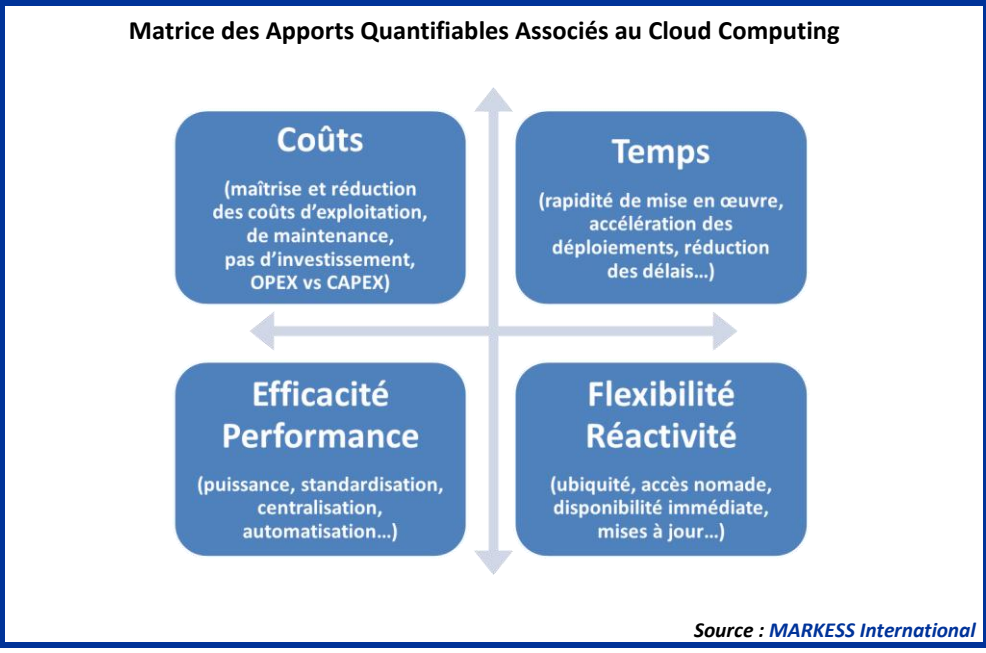 Matrice des Apports Quantifiables Associés au Cloud Computing
Coûts
(maîtrise et réduction
des coûts d’exploitation,
de maintenance,
pas d’investissement,
OPEX vs CAPEX)
Temps
(rapidité de mise en œuvre,
accélération des
déploiements, réduction
des délais…)
Efficacité
Performance
(puissance, standardisation,
centralisation,
automatisation…)
Flexibilité
Réactivité
(ubiquité, accès nomade,
disponibilité immédiate,
mises à jour…)
Source : MARKESS International